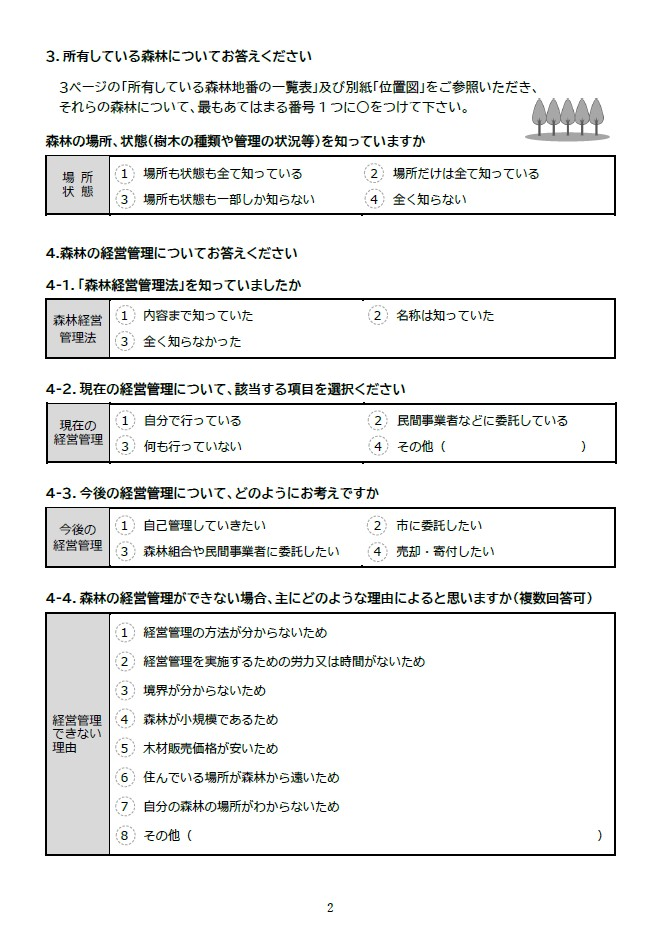 3．所有している森林についてお答えください
3ページの「所有している森林地番の一覧表」及び別紙「位置図」をご参照いただき、
それらの森林について、最もあてはまる番号1つに〇をつけて下さい。
森林の場所、状態（樹木の種類や管理の状況等）を知っていますか
場 所
状 態
1 場所も状態も全て知っている 2 場所だけは全て知っている
3 場所も状態も一部しか知らない 4 全く知らない
4.森林の経営管理についてお答えください
4-1．「森林経営管理法」を知っていましたか
森林経営
管理法
1 内容まで知っていた 2 名称は知っていた
3 全く知らなかった
4-2．現在の経営管理について、該当する項目を選択ください
現在の
経営管理
1 自分で行っている 2 民間事業者などに委託している
3 何も行っていない 4 その他（ ）
4-3．今後の経営管理について、どのようにお考えですか
今後の
経営管理
1 自己管理していきたい 2 市に委託したい
3 森林組合や民間事業者に委託したい 4 売却・寄付したい
4-4．森林の経営管理ができない場合、主にどのような理由によると思いますか（複数回答可）
経営管理
できない
理由
1 経営管理の方法が分からないため
2 経営管理を実施するための労力又は時間がないため
3 境界が分からないため
4 森林が小規模であるため
5 木材販売価格が安いため
6 住んでいる場所が森林から遠いため
7 自分の森林の場所がわからないため
8 その他（ ）
2